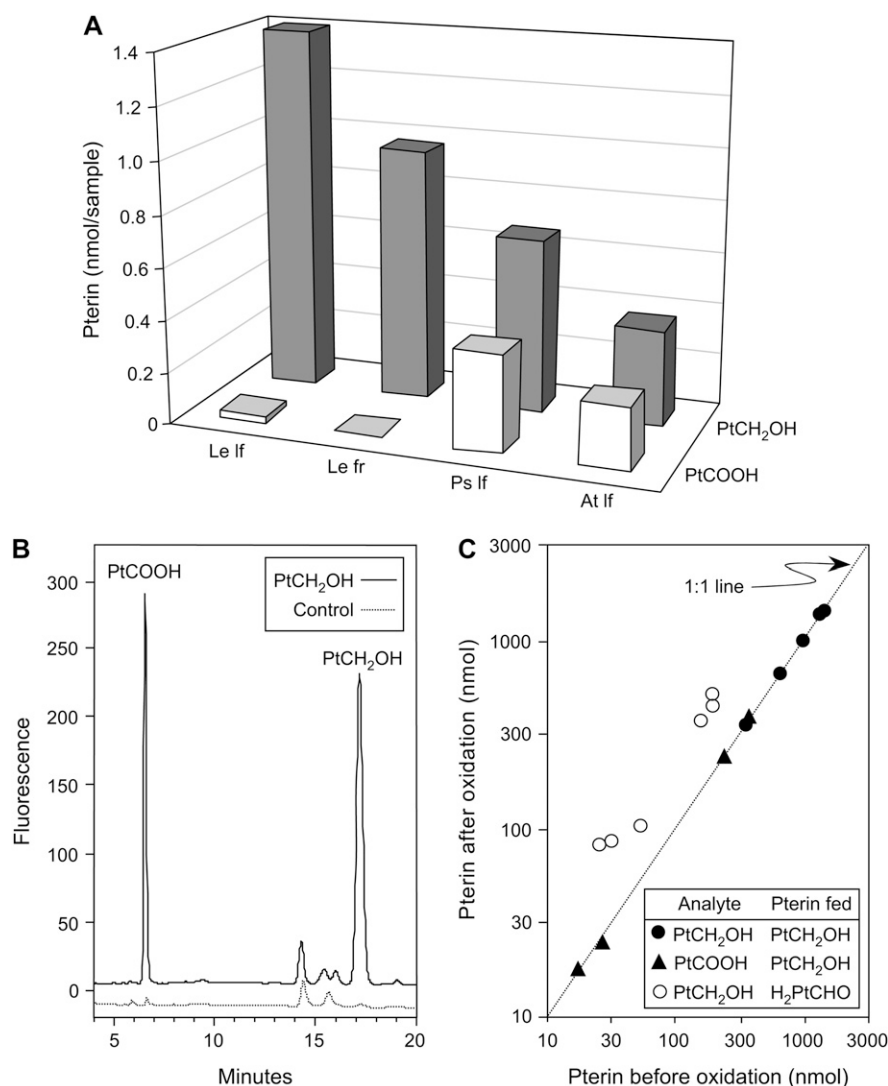 A
Pterin (nmol/sample)
1.4
1.2
1.0
0.8
0.6
0.4
0.2
0
Le lf
Le fr
Ps lf
At lf
PtCH₂OH
PtCOOH
B
Fluorescence
300
250
200
150
100
50
0
PtCOOH
PtCH₂OH
Control
PtCH₂OH
5
10
15
20
Minutes
C
Pterin after oxidation (nmol)
3000
1000
300
100
30
10
1:1 line
Analyte Pterin fed
PtCH₂OH PtCH₂OH
PtCOOH PtCH₂OH
PtCH₂OH H₂PtCHO
10
30
100
300
1000
3000
Pterin before oxidation (nmol)